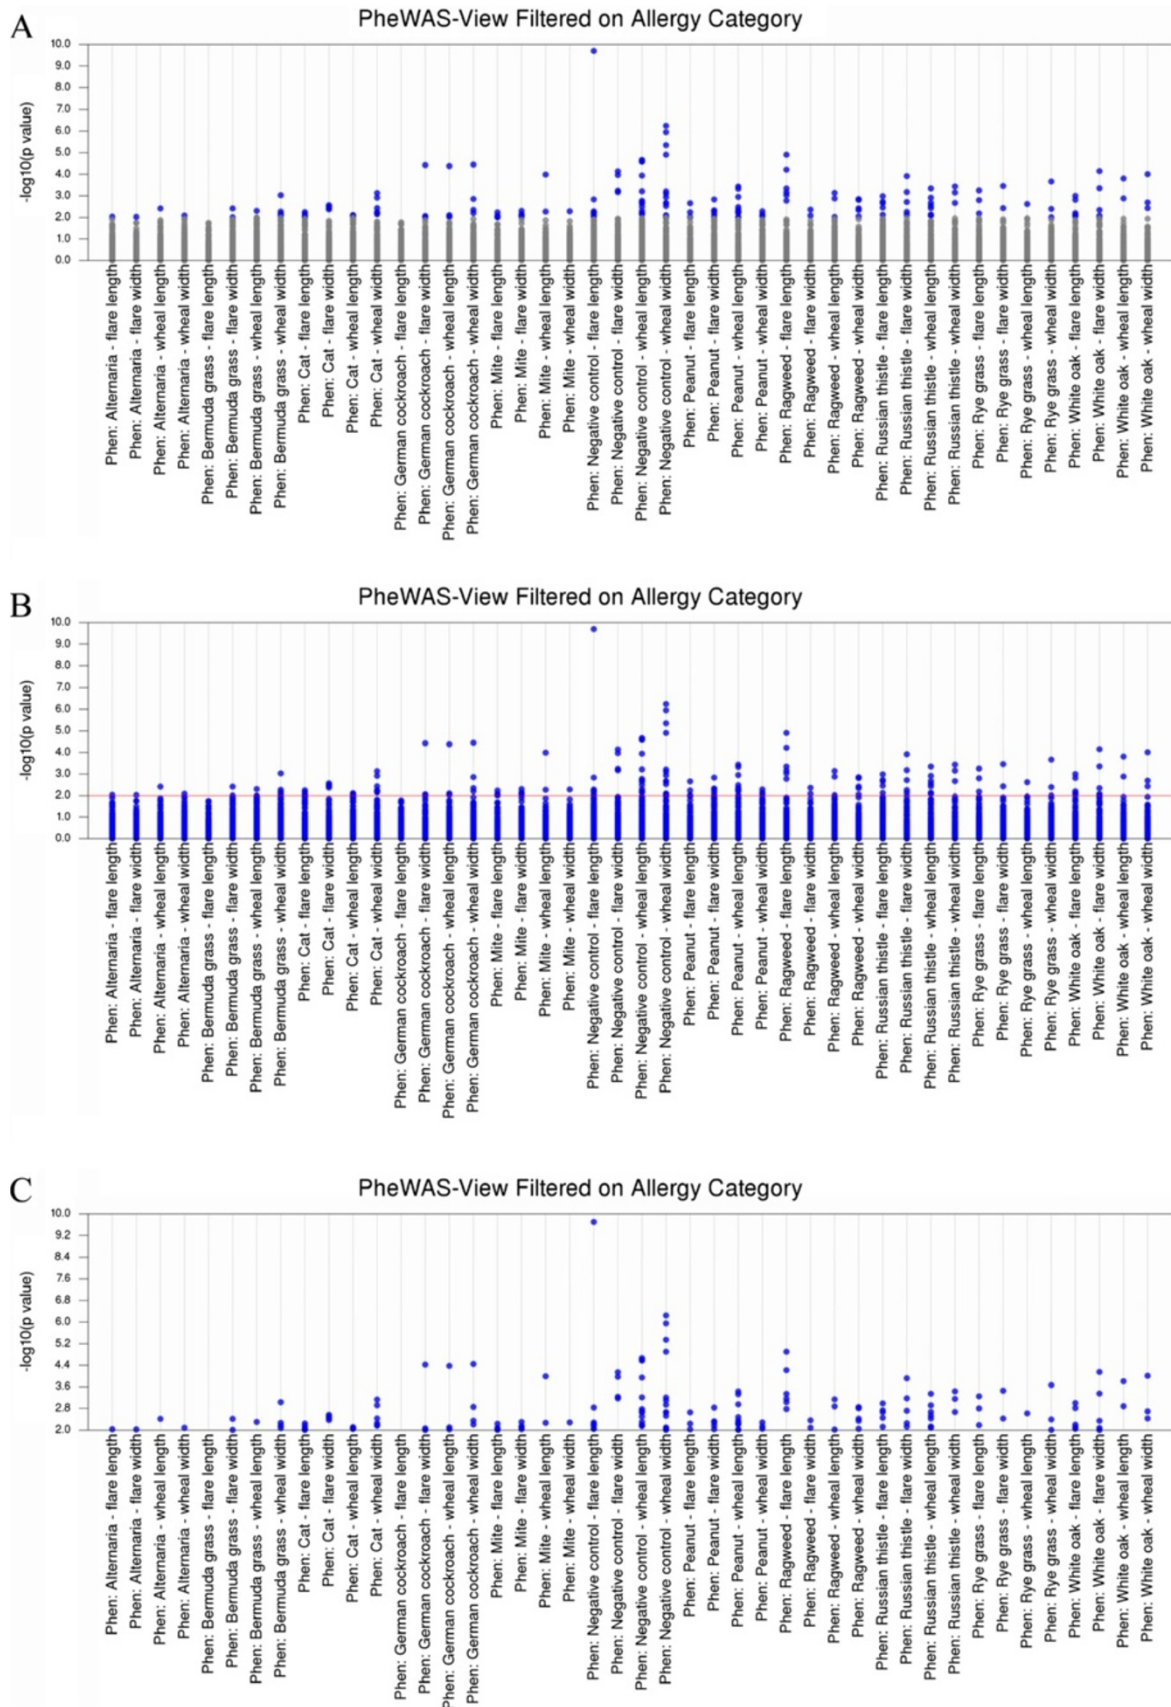 A
PheWAS-View Filtered on Allergy Category
-log10(p value)
10.0
9.0
8.0
7.0
6.0
5.0
4.0
3.0
2.0
1.0
0.0
Phen: Alternaria - flare length
Phen: Alternaria - flare width
Phen: Alternaria - wheal length
Phen: Alternaria - wheal width
Phen: Bermuda grass - flare length
Phen: Bermuda grass - flare width
Phen: Bermuda grass - wheal length
Phen: Bermuda grass - wheal width
Phen: Cat - flare length
Phen: Cat - flare width
Phen: Cat - wheal length
Phen: Cat - wheal width
Phen: German cockroach - flare length
Phen: German cockroach - flare width
Phen: German cockroach - wheal length
Phen: German cockroach - wheal width
Phen: Mite - flare length
Phen: Mite - flare width
Phen: Mite - wheal length
Phen: Mite - wheal width
Phen: Negative control - flare length
Phen: Negative control - flare width
Phen: Negative control - wheal length
Phen: Negative control - wheal width
Phen: Peanut - flare length
Phen: Peanut - flare width
Phen: Peanut - wheal length
Phen: Peanut - wheal width
Phen: Ragweed - flare length
Phen: Ragweed - flare width
Phen: Ragweed - wheal length
Phen: Ragweed - wheal width
Phen: Russian thistle - flare length
Phen: Russian thistle - flare width
Phen: Russian thistle - wheal length
Phen: Russian thistle - wheal width
Phen: Rye grass - flare length
Phen: Rye grass - flare width
Phen: Rye grass - wheal length
Phen: Rye grass - wheal width
Phen: White oak - flare length
Phen: White oak - flare width
Phen: White oak - wheal length
Phen: White oak - wheal width
B
PheWAS-View Filtered on Allergy Category
-log10(p value)
10.0
9.0
8.0
7.0
6.0
5.0
4.0
3.0
2.0
1.0
0.0
Phen: Alternaria - flare length
Phen: Alternaria - flare width
Phen: Alternaria - wheal length
Phen: Alternaria - wheal width
Phen: Bermuda grass - flare length
Phen: Bermuda grass - flare width
Phen: Bermuda grass - wheal length
Phen: Bermuda grass - wheal width
Phen: Cat - flare length
Phen: Cat - flare width
Phen: Cat - wheal length
Phen: Cat - wheal width
Phen: German cockroach - flare length
Phen: German cockroach - flare width
Phen: German cockroach - wheal length
Phen: German cockroach - wheal width
Phen: Mite - flare length
Phen: Mite - flare width
Phen: Mite - wheal length
Phen: Mite - wheal width
Phen: Negative control - flare length
Phen: Negative control - flare width
Phen: Negative control - wheal length
Phen: Negative control - wheal width
Phen: Peanut - flare length
Phen: Peanut - flare width
Phen: Peanut - wheal length
Phen: Peanut - wheal width
Phen: Ragweed - flare length
Phen: Ragweed - flare width
Phen: Ragweed - wheal length
Phen: Ragweed - wheal width
Phen: Russian thistle - flare length
Phen: Russian thistle - flare width
Phen: Russian thistle - wheal length
Phen: Russian thistle - wheal width
Phen: Rye grass - flare length
Phen: Rye grass - flare width
Phen: Rye grass - wheal length
Phen: Rye grass - wheal width
Phen: White oak - flare length
Phen: White oak - flare width
Phen: White oak - wheal length
Phen: White oak - wheal width
C
PheWAS-View Filtered on Allergy Category
-log10(p value)
10.0
9.2
8.4
7.6
6.8
6.0
5.2
4.4
3.6
2.8
2.0
Phen: Alternaria - flare length
Phen: Alternaria - flare width
Phen: Alternaria - wheal length
Phen: Alternaria - wheal width
Phen: Bermuda grass - flare length
Phen: Bermuda grass - flare width
Phen: Bermuda grass - wheal length
Phen: Bermuda grass - wheal width
Phen: Cat - flare length
Phen: Cat - flare width
Phen: Cat - wheal length
Phen: Cat - wheal width
Phen: German cockroach - flare length
Phen: German cockroach - flare width
Phen: German cockroach - wheal length
Phen: German cockroach - wheal width
Phen: Mite - flare length
Phen: Mite - flare width
Phen: Mite - wheal length
Phen: Mite - wheal width
Phen: Negative control - flare length
Phen: Negative control - flare width
Phen: Negative control - wheal length
Phen: Negative control - wheal width
Phen: Peanut - flare length
Phen: Peanut - flare width
Phen: Peanut - wheal length
Phen: Peanut - wheal width
Phen: Ragweed - flare length
Phen: Ragweed - flare width
Phen: Ragweed - wheal length
Phen: Ragweed - wheal width
Phen: Russian thistle - flare length
Phen: Russian thistle - flare width
Phen: Russian thistle - wheal length
Phen: Russian thistle - wheal width
Phen: Rye grass - flare length
Phen: Rye grass - flare width
Phen: Rye grass - wheal length
Phen: Rye grass - wheal width
Phen: White oak - flare length
Phen: White oak - flare width
Phen: White oak - wheal length
Phen: White oak - wheal width